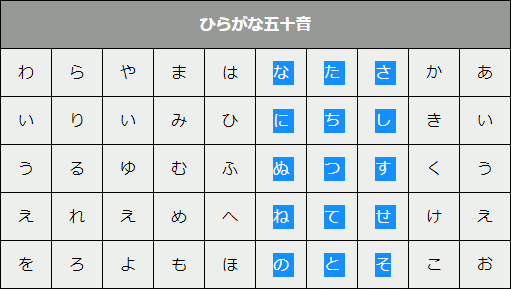 ひらがな五十音
わ ら や ま は な た さ か あ
い り い み ひ に ち し き い
う る ゆ む ふ ぬ つ す く う
え れ え め へ ね て せ け え
を ろ よ も ほ の と そ こ お